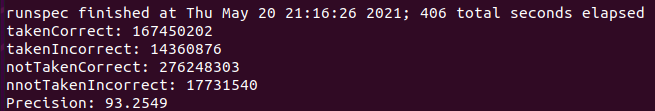 runspec finished at Thu May 20 21:16:26 2021; 406 total seconds elapsed
takenCorrect: 167450202
takenIncorrect: 14360876
notTakenCorrect: 276248303
nnotTakenIncorrect: 17731540
Precision: 93.2549